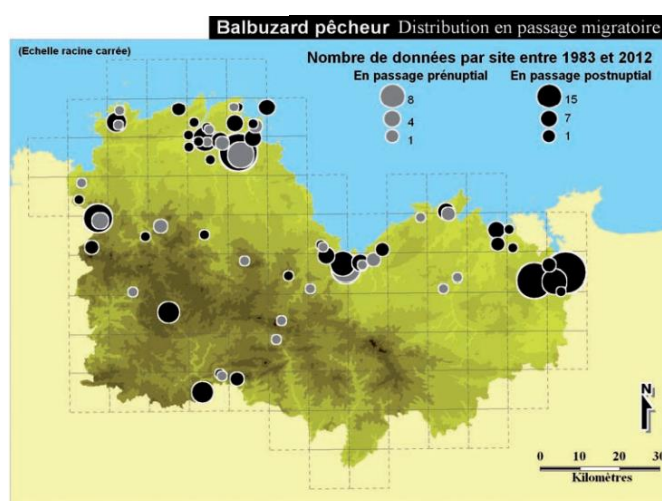 Balbuzard pêcheur Distribution en passage migratoire
(Echelle racine carrée)
Nombre de données par site entre 1983 et 2012
En passage prénuptial
8
4
1
En passage postnuptial
15
7
1
N
0 10 20 30
Kilomètres